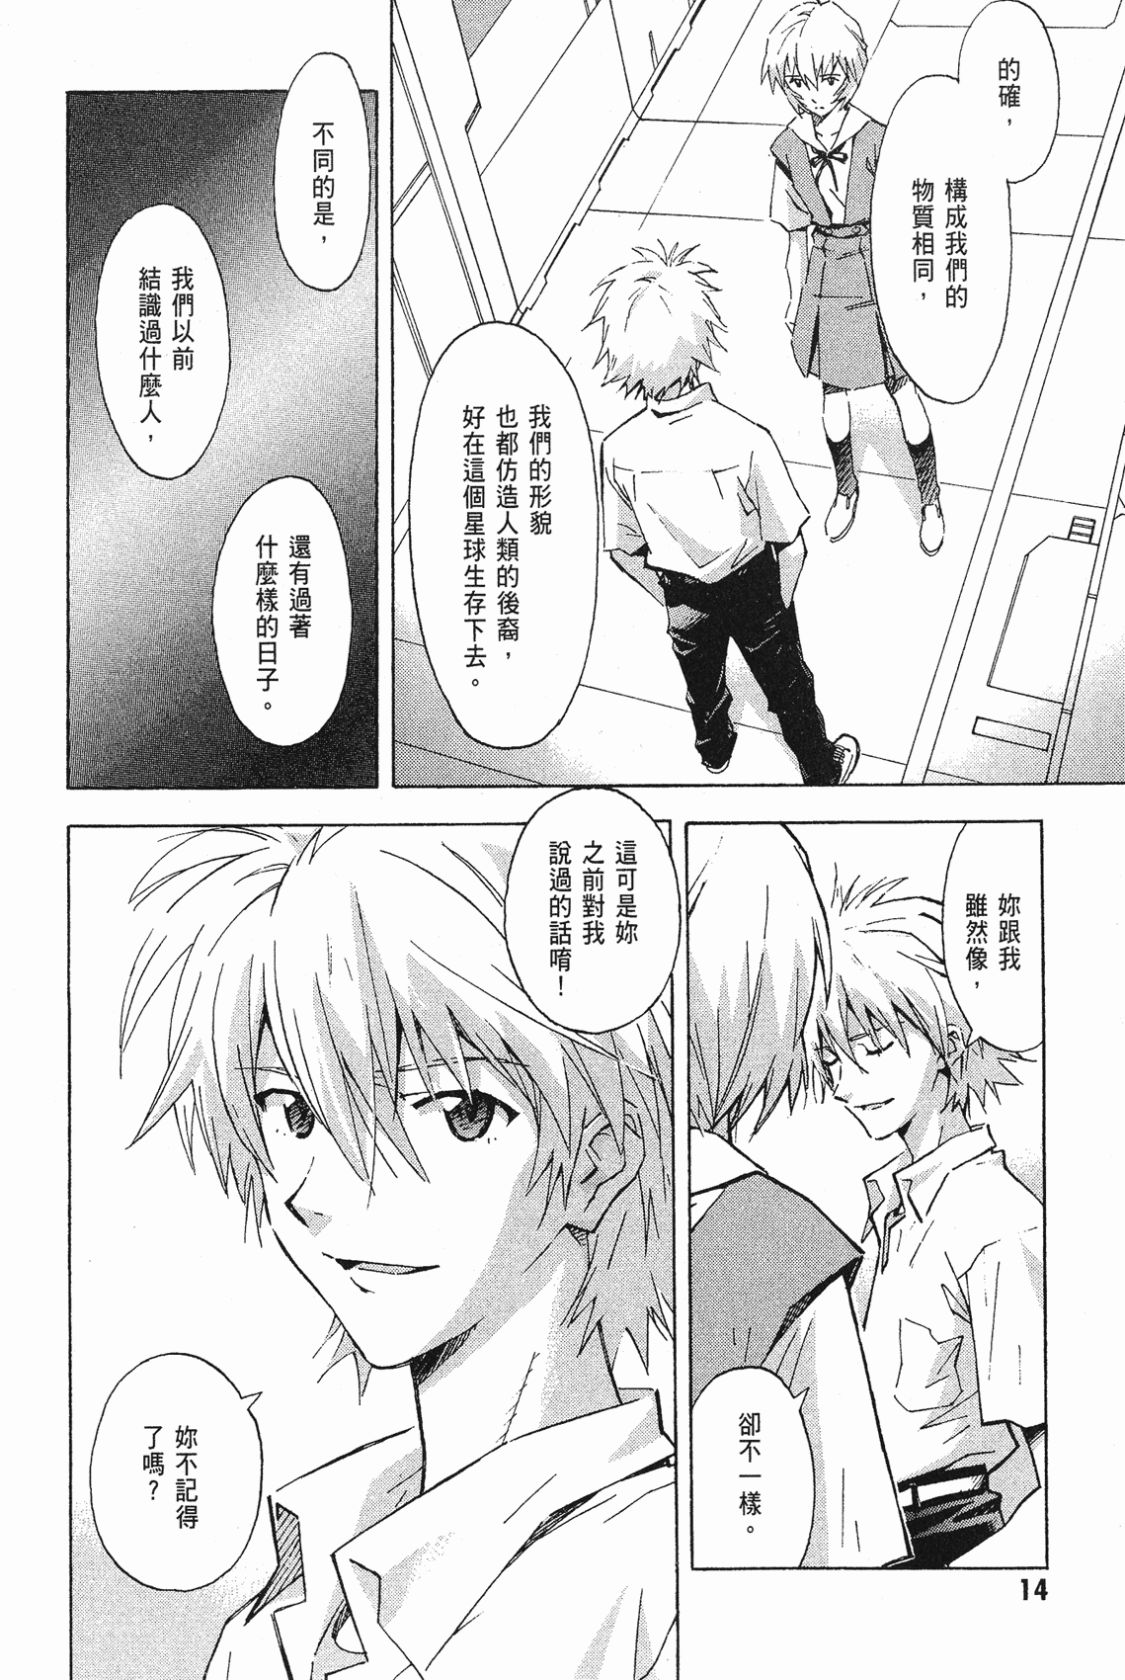 的確，
構成我們的
物質相同，
我們的形貌
也都仿造人類的後裔，
好在這個星球生存下去。
不同的是，
我們以前
結識過什麼人，
還有過著
什麼樣的日子。
妳跟我
雖然像，
卻不一樣。
這可是妳
之前對我
說過的話唷！
妳不記得
了嗎？
14